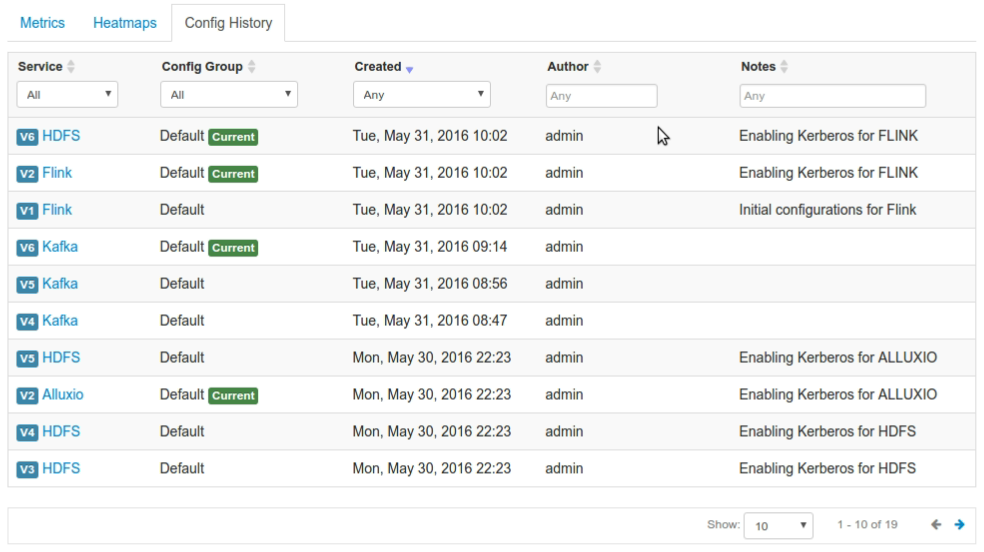 Metrics Heatmaps Config History
Service Config Group Created Author Notes
All All Any Any Any
V6 HDFS Default Current Tue, May 31, 2016 10:02 admin Enabling Kerberos for FLINK
V2 Flink Default Current Tue, May 31, 2016 10:02 admin Enabling Kerberos for FLINK
V1 Flink Default Tue, May 31, 2016 10:02 admin Initial configurations for Flink
V6 Kafka Default Current Tue, May 31, 2016 09:14 admin
V5 Kafka Default Tue, May 31, 2016 08:56 admin
V4 Kafka Default Tue, May 31, 2016 08:47 admin
V5 HDFS Default Mon, May 30, 2016 22:23 admin Enabling Kerberos for ALLUXIO
V2 Alluxio Default Current Mon, May 30, 2016 22:23 admin Enabling Kerberos for ALLUXIO
V4 HDFS Default Mon, May 30, 2016 22:23 admin Enabling Kerberos for HDFS
V3 HDFS Default Mon, May 30, 2016 22:23 admin Enabling Kerberos for HDFS
Show: 10 1 - 10 of 19